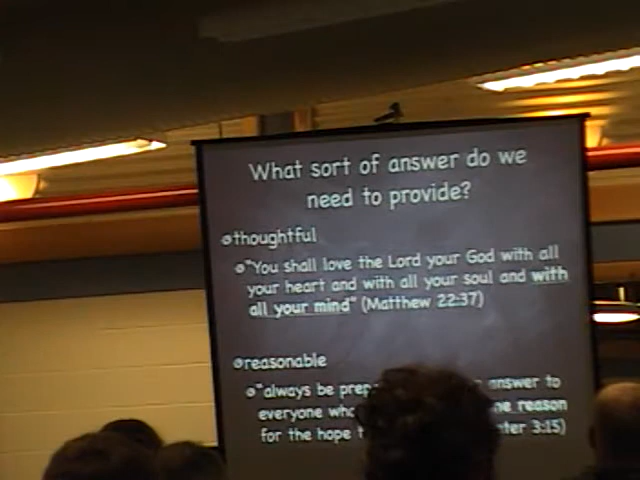 What sort of answer do we
need to provide?
thoughtful
"You shall love the Lord your God with all
your heart and with all your soul and with
all your mind" (Matthew 22:37)
reasonable
"always be prep answer to
everyone who reason
for the hope ter 3:15)